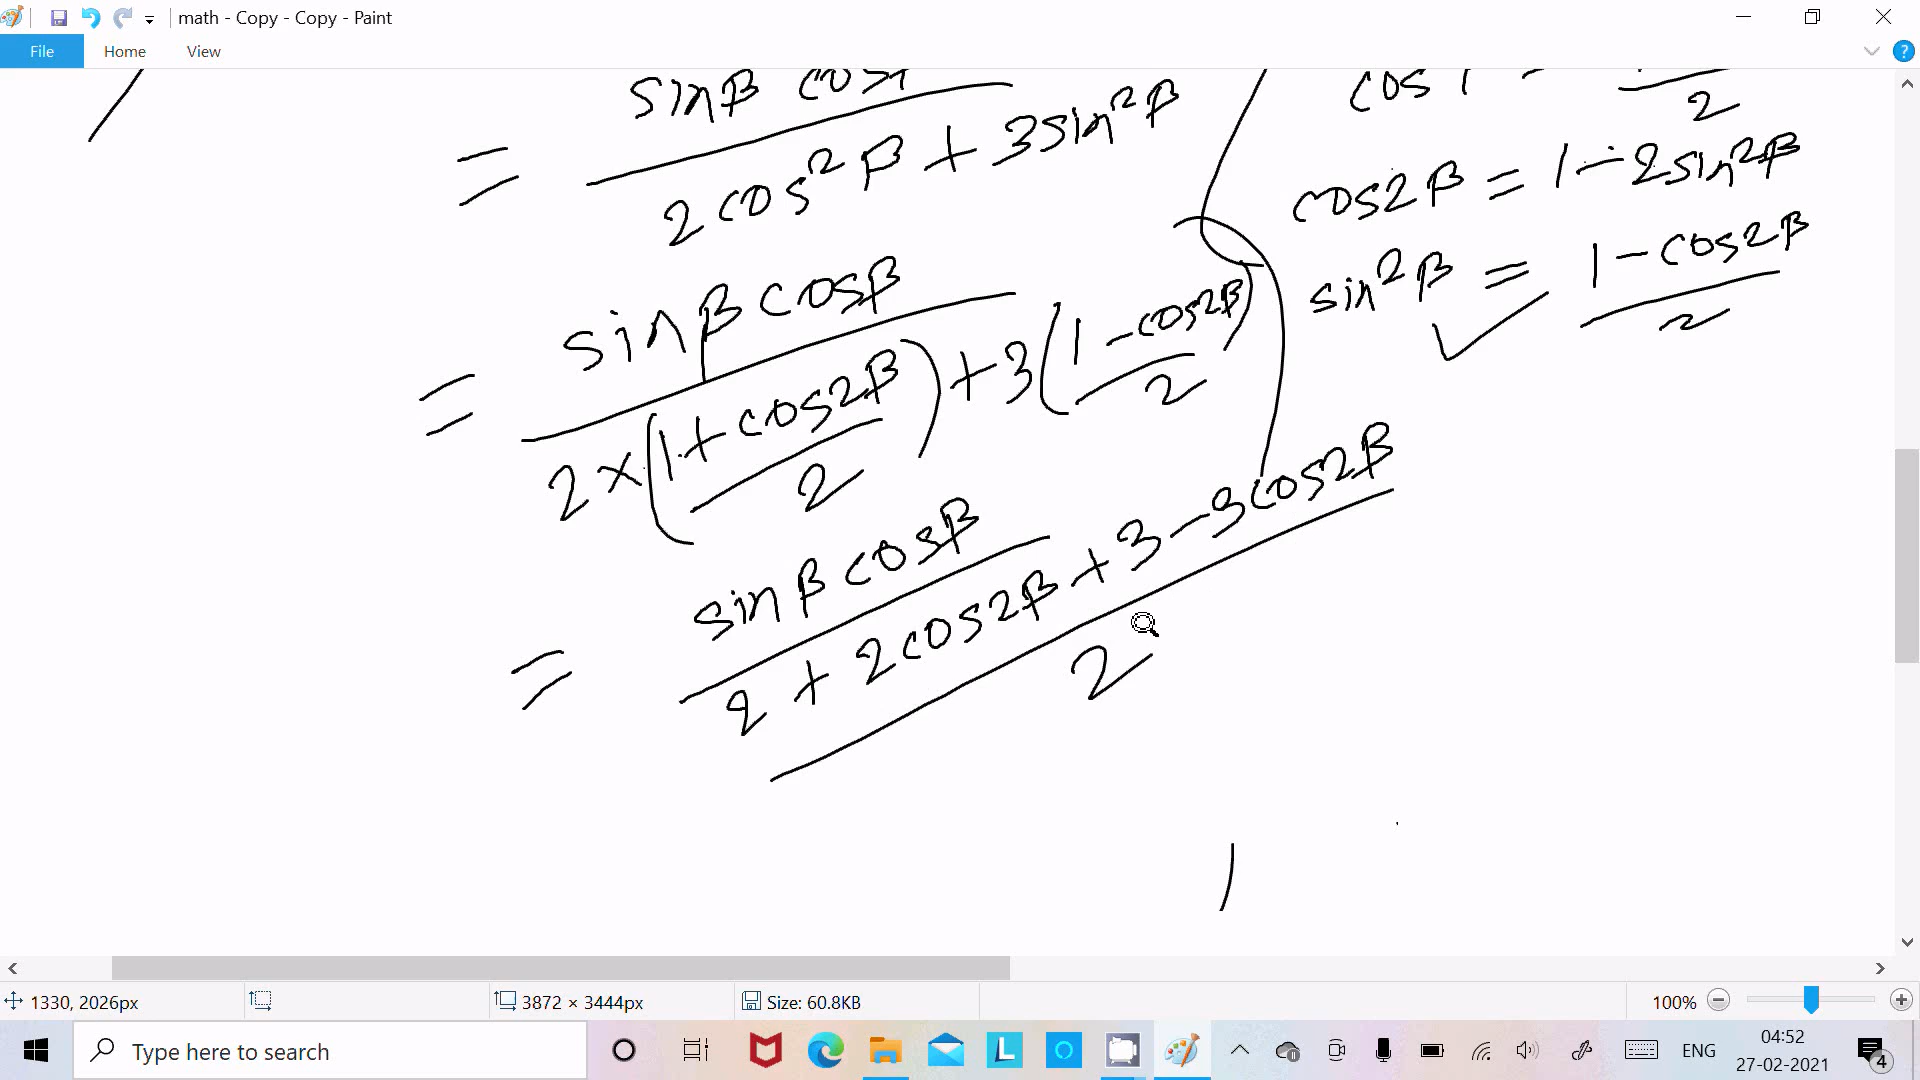 math - Copy - Copy - Paint
File Home View
sinβ
= 2cos²β + 3sin²β
cos2β = 1-2sin²β
sin²β = 1-cos2β
2
2
= sinβ cosβ
2×(1+cos2β
2) + 3(1-cos2β
2)
= sinβ cosβ
2 + 2cos2β + 3 - 3cos2β
2
1330, 2026px 3872 × 3444px Size: 60.8KB 100%
Type here to search
L
ENG
04:52
27-02-2021
4